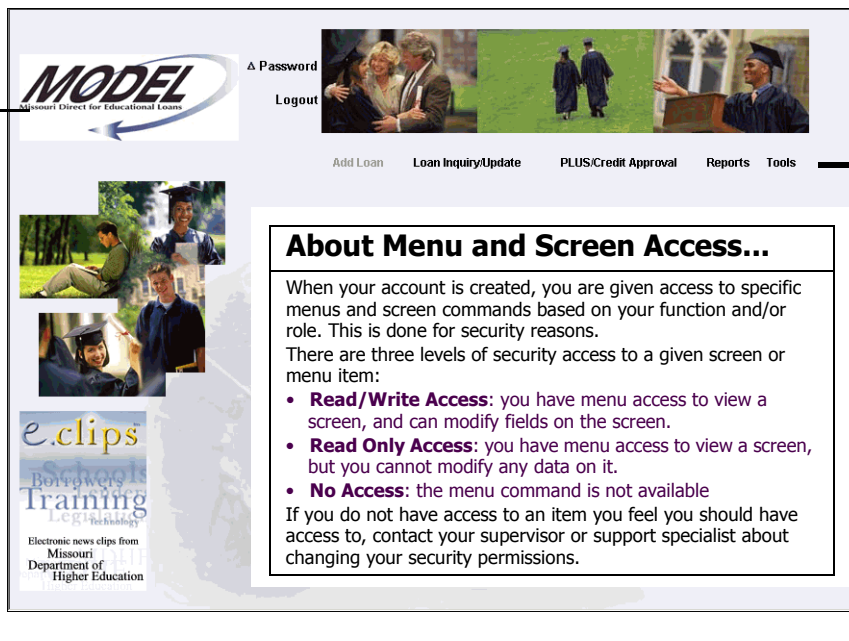 MODEL
Missouri Direct for Educational Loans
Δ Password
Logout
Add Loan Loan Inquiry/Update PLUS/Credit Approval Reports Tools
About Menu and Screen Access...
When your account is created, you are given access to specific
menus and screen commands based on your function and/or
role. This is done for security reasons.
There are three levels of security access to a given screen or
menu item:
• Read/Write Access: you have menu access to view a
screen, and can modify fields on the screen.
• Read Only Access: you have menu access to view a screen,
but you cannot modify any data on it.
• No Access: the menu command is not available
If you do not have access to an item you feel you should have
access to, contact your supervisor or support specialist about
changing your security permissions.
e.clips
Schools
Borrowers
Lender
Training
Legislation
Technology
Electronic news clips from
Missouri
Department of
Higher Education